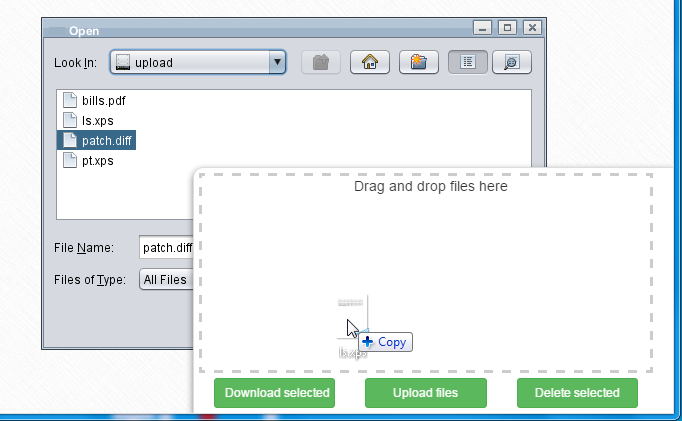 Open
Look In:
upload
bills.pdf
ls.xps
patch.diff
pt.xps
File Name:
patch.diff
Files of Type:
All Files
Drag and drop files here
Copy
ls.xps
Download selected
Upload files
Delete selected